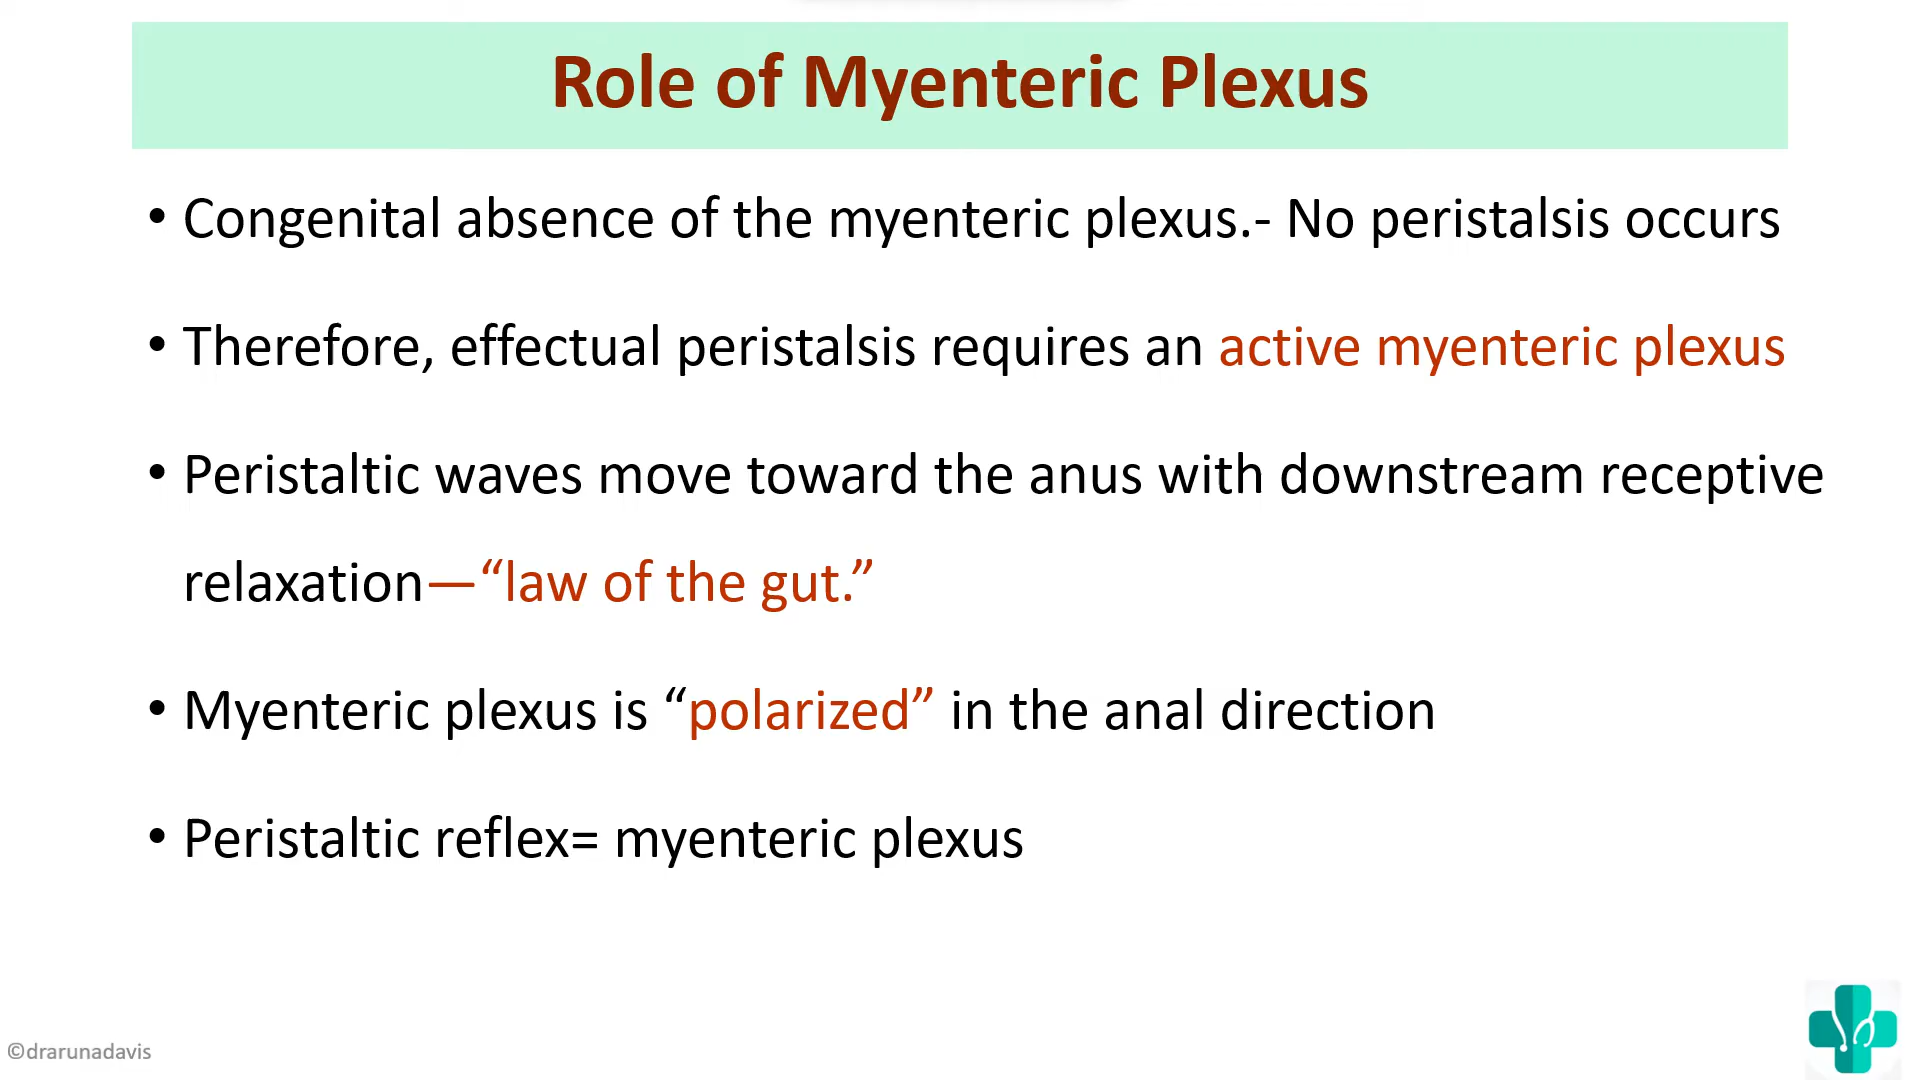 Role of Myenteric Plexus
• Congenital absence of the myenteric plexus.- No peristalsis occurs
• Therefore, effectual peristalsis requires an active myenteric plexus
• Peristaltic waves move toward the anus with downstream receptive
relaxation—“law of the gut.”
• Myenteric plexus is “polarized” in the anal direction
• Peristaltic reflex= myenteric plexus
©drarunadavis